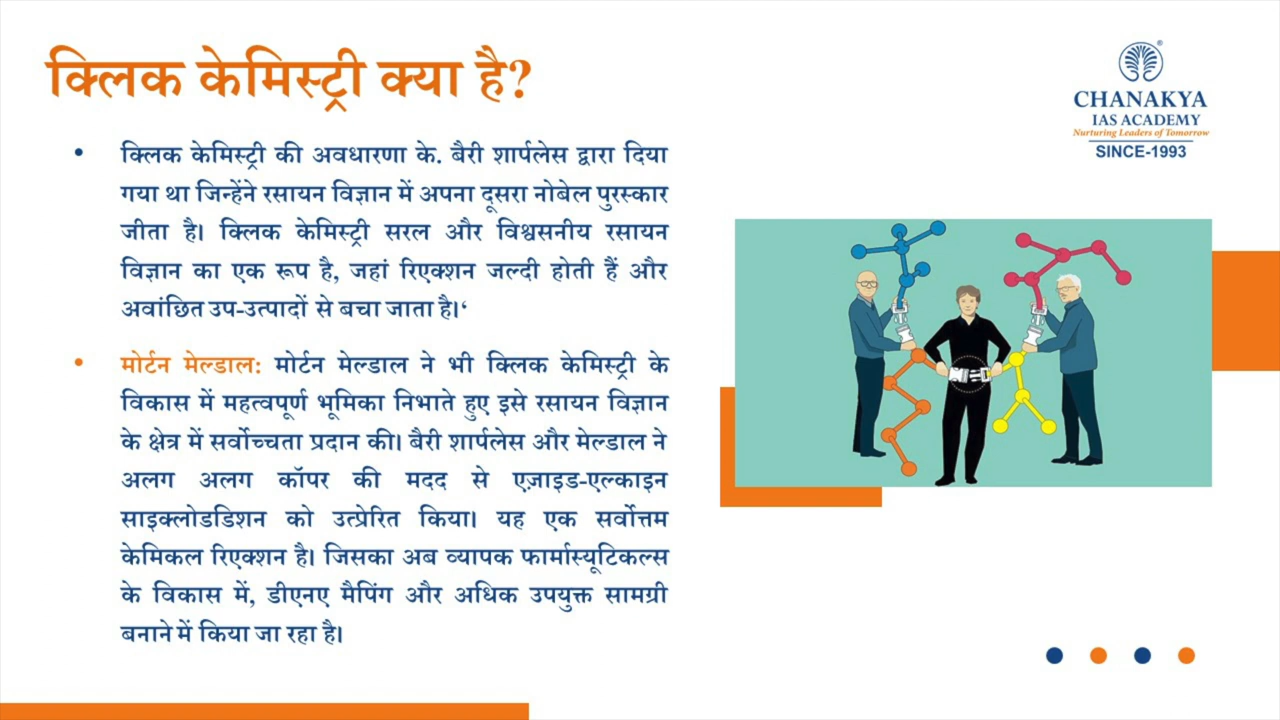 क्लिक केमिस्ट्री क्या है?
CHANAKYA
IAS ACADEMY
Nurturing Leaders of Tomorrow
SINCE-1993
• क्लिक केमिस्ट्री की अवधारणा के. बैरी शार्पलेस द्वारा दिया
गया था जिन्हेंने रसायन विज्ञान में अपना दूसरा नोबेल पुरस्कार
जीता है। क्लिक केमिस्ट्री सरल और विश्वसनीय रसायन
विज्ञान का एक रूप है, जहां रिएक्शन जल्दी होती हैं और
अवांछित उप-उत्पादों से बचा जाता है।‘
• मोर्टन मेल्डाल: मोर्टन मेल्डाल ने भी क्लिक केमिस्ट्री के
विकास में महत्वपूर्ण भूमिका निभाते हुए इसे रसायन विज्ञान
के क्षेत्र में सर्वोच्चता प्रदान की। बैरी शार्पलेस और मेल्डाल ने
अलग अलग कॉपर की मदद से एज़ाइड-एल्काइन
साइक्लोडडिशन को उत्प्रेरित किया। यह एक सर्वोत्तम
केमिकल रिएक्शन है। जिसका अब व्यापक फार्मास्यूटिकल्स
के विकास में, डीएनए मैपिंग और अधिक उपयुक्त सामग्री
बनाने में किया जा रहा है।